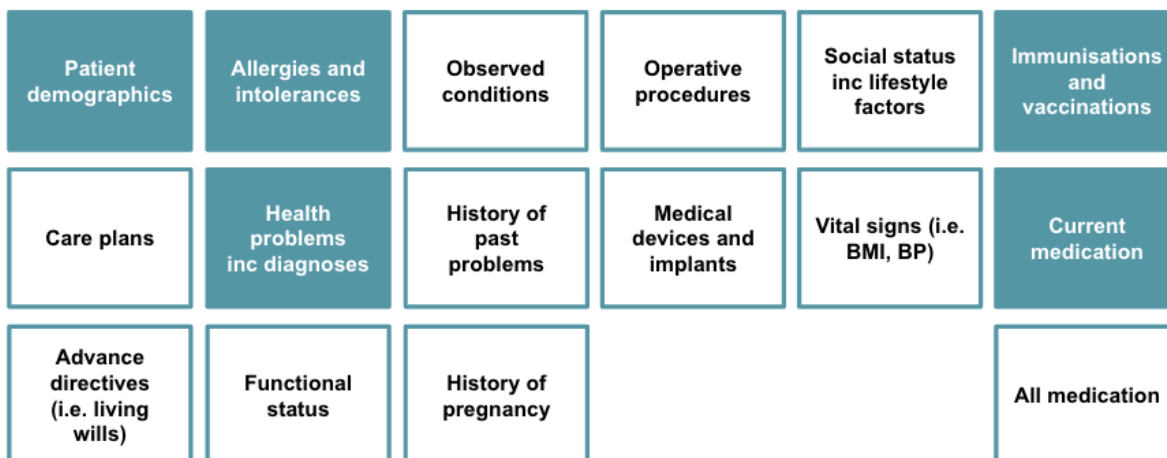 Patient
demographics
Allergies and
intolerances
Observed
conditions
Operative
procedures
Social status
inc lifestyle
factors
Immunisations
and
vaccinations
Care plans
Health
problems
inc diagnoses
History of
past
problems
Medical
devices and
implants
Vital signs (i.e.
BMI, BP)
Current
medication
Advance
directives
(i.e. living
wills)
Functional
status
History of
pregnancy
All medication